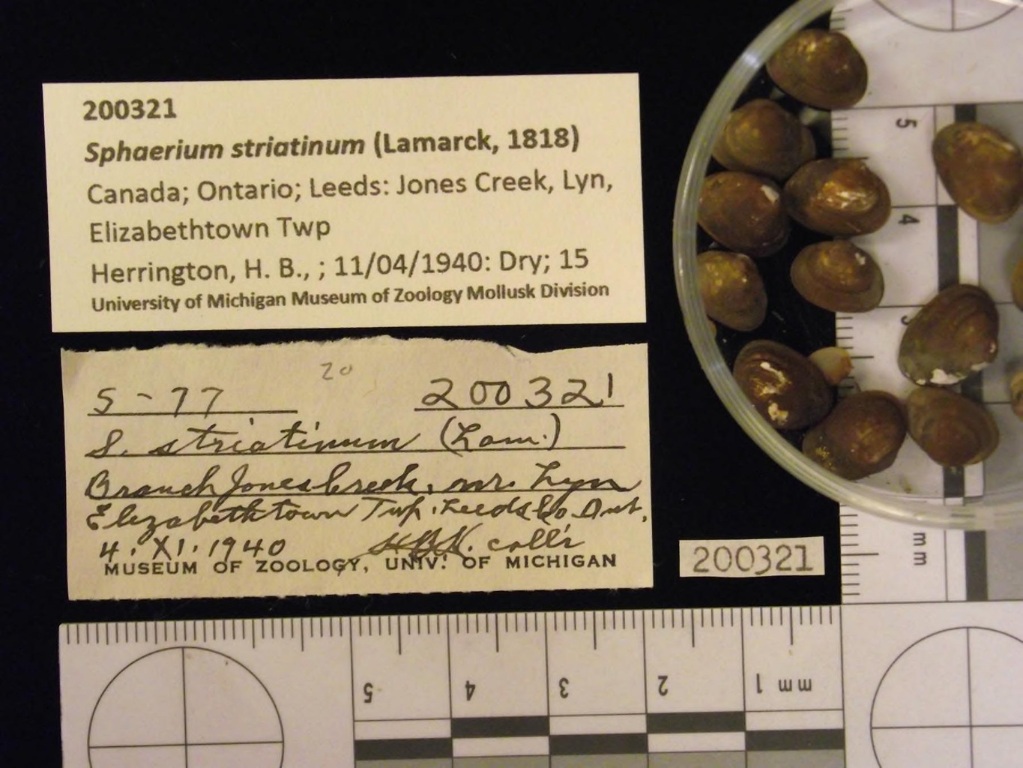 200321
Sphaerium striatinum (Lamarck, 1818)
Canada; Ontario; Leeds: Jones Creek, Lyn,
Elizabethtown Twp
Herrington, H. B., ; 11/04/1940: Dry; 15
University of Michigan Museum of Zoology Mollusk Division
20
S-77 200321
S. striatinum (Lam.)
Branch Jones Creek, nr. Lyn
Elizabethtown Twp. Leeds Co. Ont.
4. XI. 1940 H.B.H. coll'r
MUSEUM OF ZOOLOGY, UNIV. OF MICHIGAN
200321
5
4
3
mm
5 4 3 2 1 mm